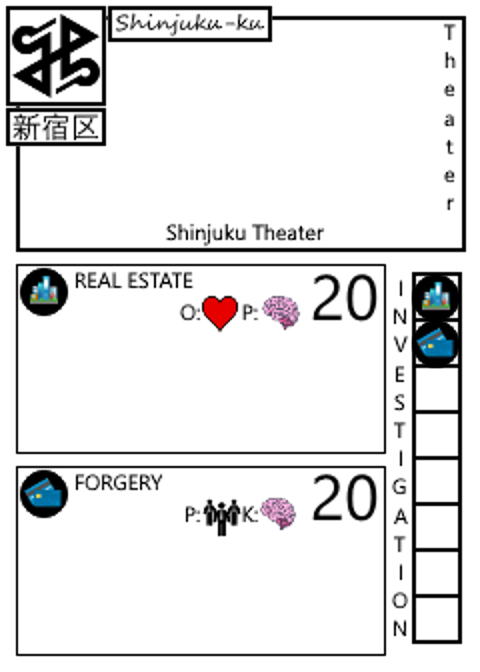 Shinjuku-ku
新宿区
Theater
Shinjuku Theater
REAL ESTATE
O: P: 20
FORGERY
P: K: 20
INVESTIGATION